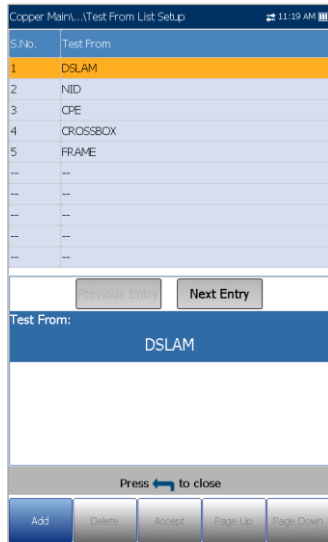 Copper Main\...\Test From List Setup 11:19 AM
S.No. Test From
1 DSLAM
2 NID
3 CPE
4 CROSSBOX
5 FRAME
-- --
-- --
-- --
-- --
-- --
Previous Entry Next Entry
Test From:
DSLAM
Press to close
Add Delete Accept Page Up Page Down